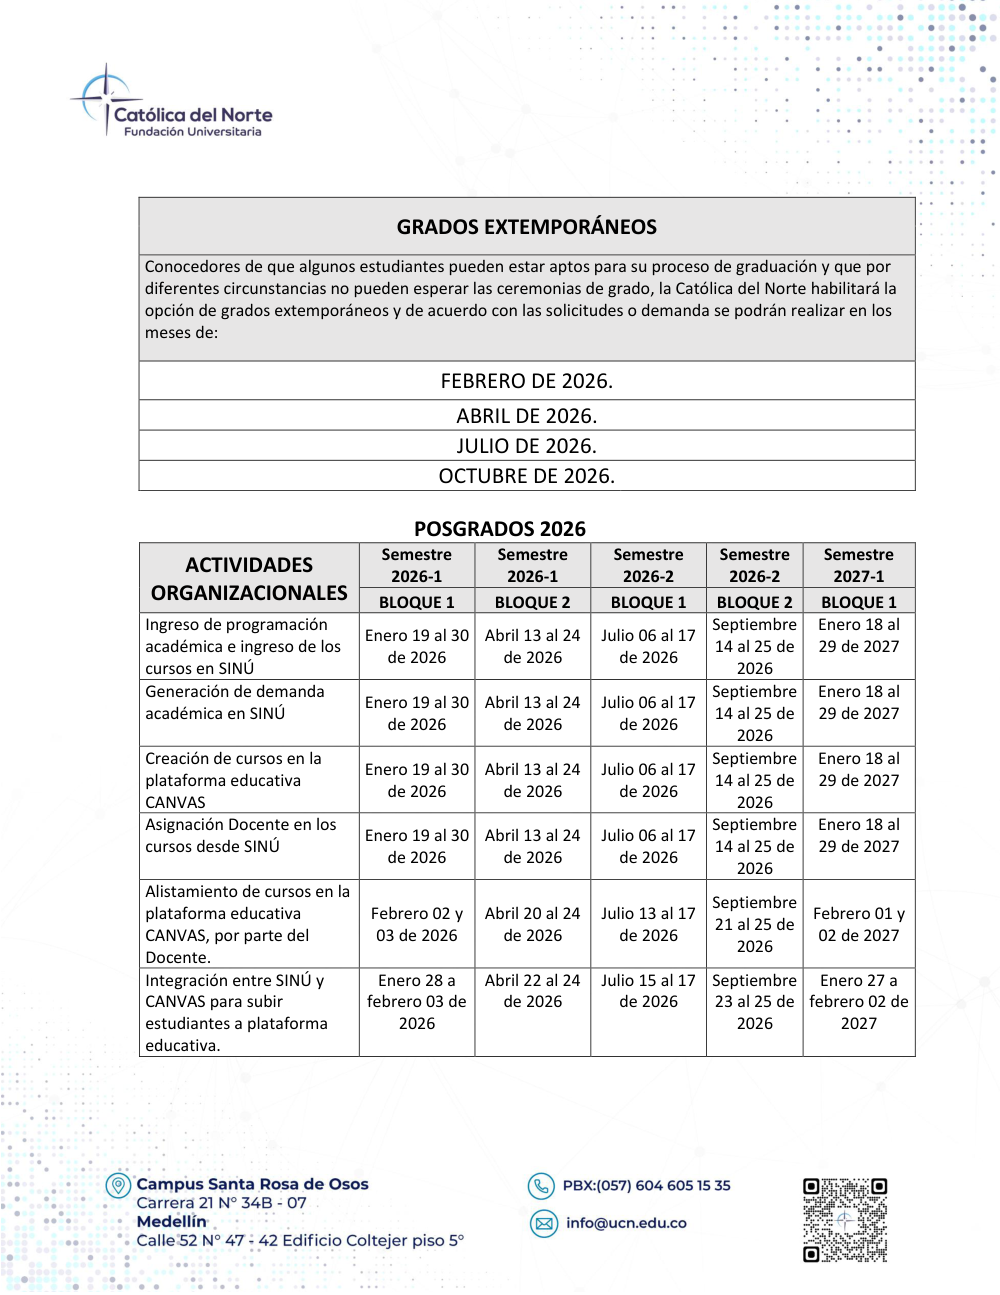 Católica del Norte
Fundación Universitaria
GRADOS EXTEMPORÁNEOS
Conocedores de que algunos estudiantes pueden estar aptos para su proceso de graduación y que por
diferentes circunstancias no pueden esperar las ceremonias de grado, la Católica del Norte habilitará la
opción de grados extemporáneos y de acuerdo con las solicitudes o demanda se podrán realizar en los
meses de:
FEBRERO DE 2026.
ABRIL DE 2026.
JULIO DE 2026.
OCTUBRE DE 2026.
POSGRADOS 2026
ACTIVIDADES
ORGANIZACIONALES
Semestre
2026-1
Semestre
2026-1
Semestre
2026-2
Semestre
2026-2
Semestre
2027-1
BLOQUE 1
BLOQUE 2
BLOQUE 1
BLOQUE 2
BLOQUE 1
Ingreso de programación
académica e ingreso de los
cursos en SINÚ
Enero 19 al 30
de 2026
Abril 13 al 24
de 2026
Julio 06 al 17
de 2026
Septiembre
14 al 25 de
2026
Enero 18 al
29 de 2027
Generación de demanda
académica en SINÚ
Enero 19 al 30
de 2026
Abril 13 al 24
de 2026
Julio 06 al 17
de 2026
Septiembre
14 al 25 de
2026
Enero 18 al
29 de 2027
Creación de cursos en la
plataforma educativa
CANVAS
Enero 19 al 30
de 2026
Abril 13 al 24
de 2026
Julio 06 al 17
de 2026
Septiembre
14 al 25 de
2026
Enero 18 al
29 de 2027
Asignación Docente en los
cursos desde SINÚ
Enero 19 al 30
de 2026
Abril 13 al 24
de 2026
Julio 06 al 17
de 2026
Septiembre
14 al 25 de
2026
Enero 18 al
29 de 2027
Alistamiento de cursos en la
plataforma educativa
CANVAS, por parte del
Docente.
Febrero 02 y
03 de 2026
Abril 20 al 24
de 2026
Julio 13 al 17
de 2026
Septiembre
21 al 25 de
2026
Febrero 01 y
02 de 2027
Integración entre SINÚ y
CANVAS para subir
estudiantes a plataforma
educativa.
Enero 28 a
febrero 03 de
2026
Abril 22 al 24
de 2026
Julio 15 al 17
de 2026
Septiembre
23 al 25 de
2026
Enero 27 a
febrero 02 de
2027
Campus Santa Rosa de Osos
Carrera 21 N° 34B - 07
Medellín
Calle 52 N° 47 - 42 Edificio Coltejer piso 5°
PBX:(057) 604 605 15 35
info@ucn.edu.co